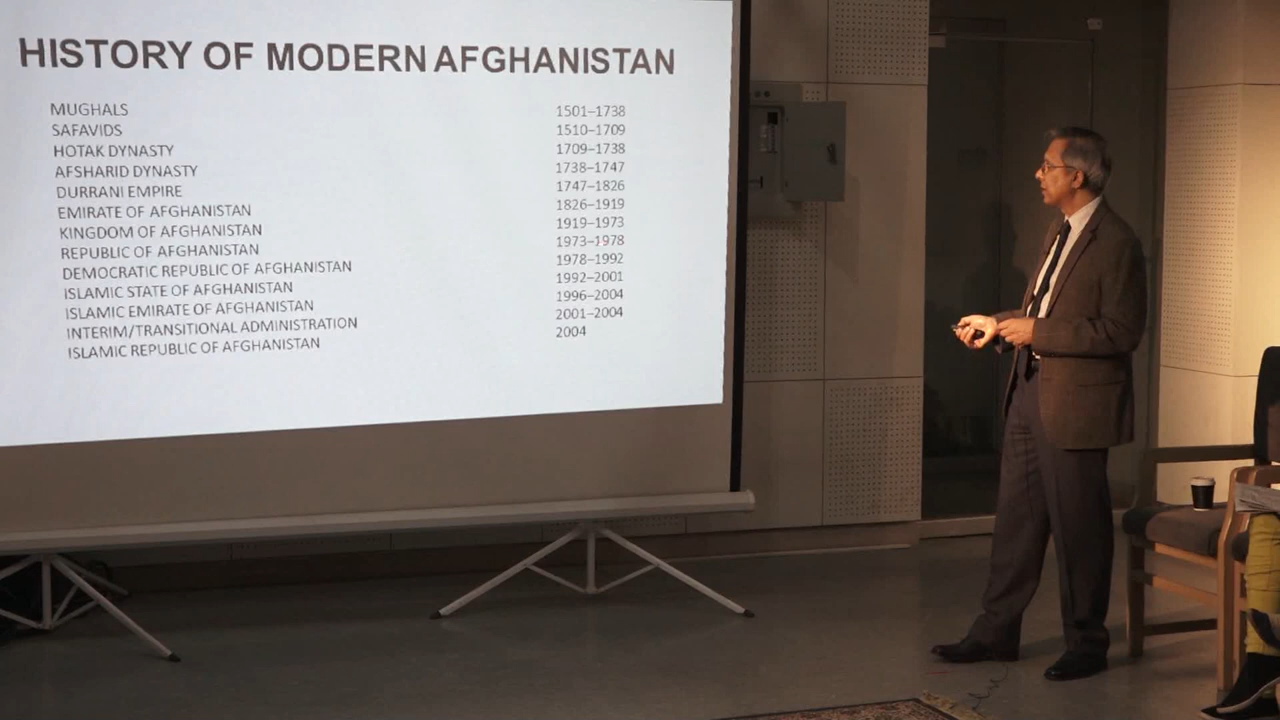 HISTORY OF MODERN AFGHANISTAN
MUGHALS 1501–1738
SAFAVIDS 1510–1709
HOTAK DYNASTY 1709–1738
AFSHARID DYNASTY 1738–1747
DURRANI EMPIRE 1747–1826
EMIRATE OF AFGHANISTAN 1826–1919
KINGDOM OF AFGHANISTAN 1919–1973
REPUBLIC OF AFGHANISTAN 1973–1978
DEMOCRATIC REPUBLIC OF AFGHANISTAN 1978–1992
ISLAMIC STATE OF AFGHANISTAN 1992–2001
ISLAMIC EMIRATE OF AFGHANISTAN 1996–2004
INTERIM/TRANSITIONAL ADMINISTRATION 2001–2004
ISLAMIC REPUBLIC OF AFGHANISTAN 2004